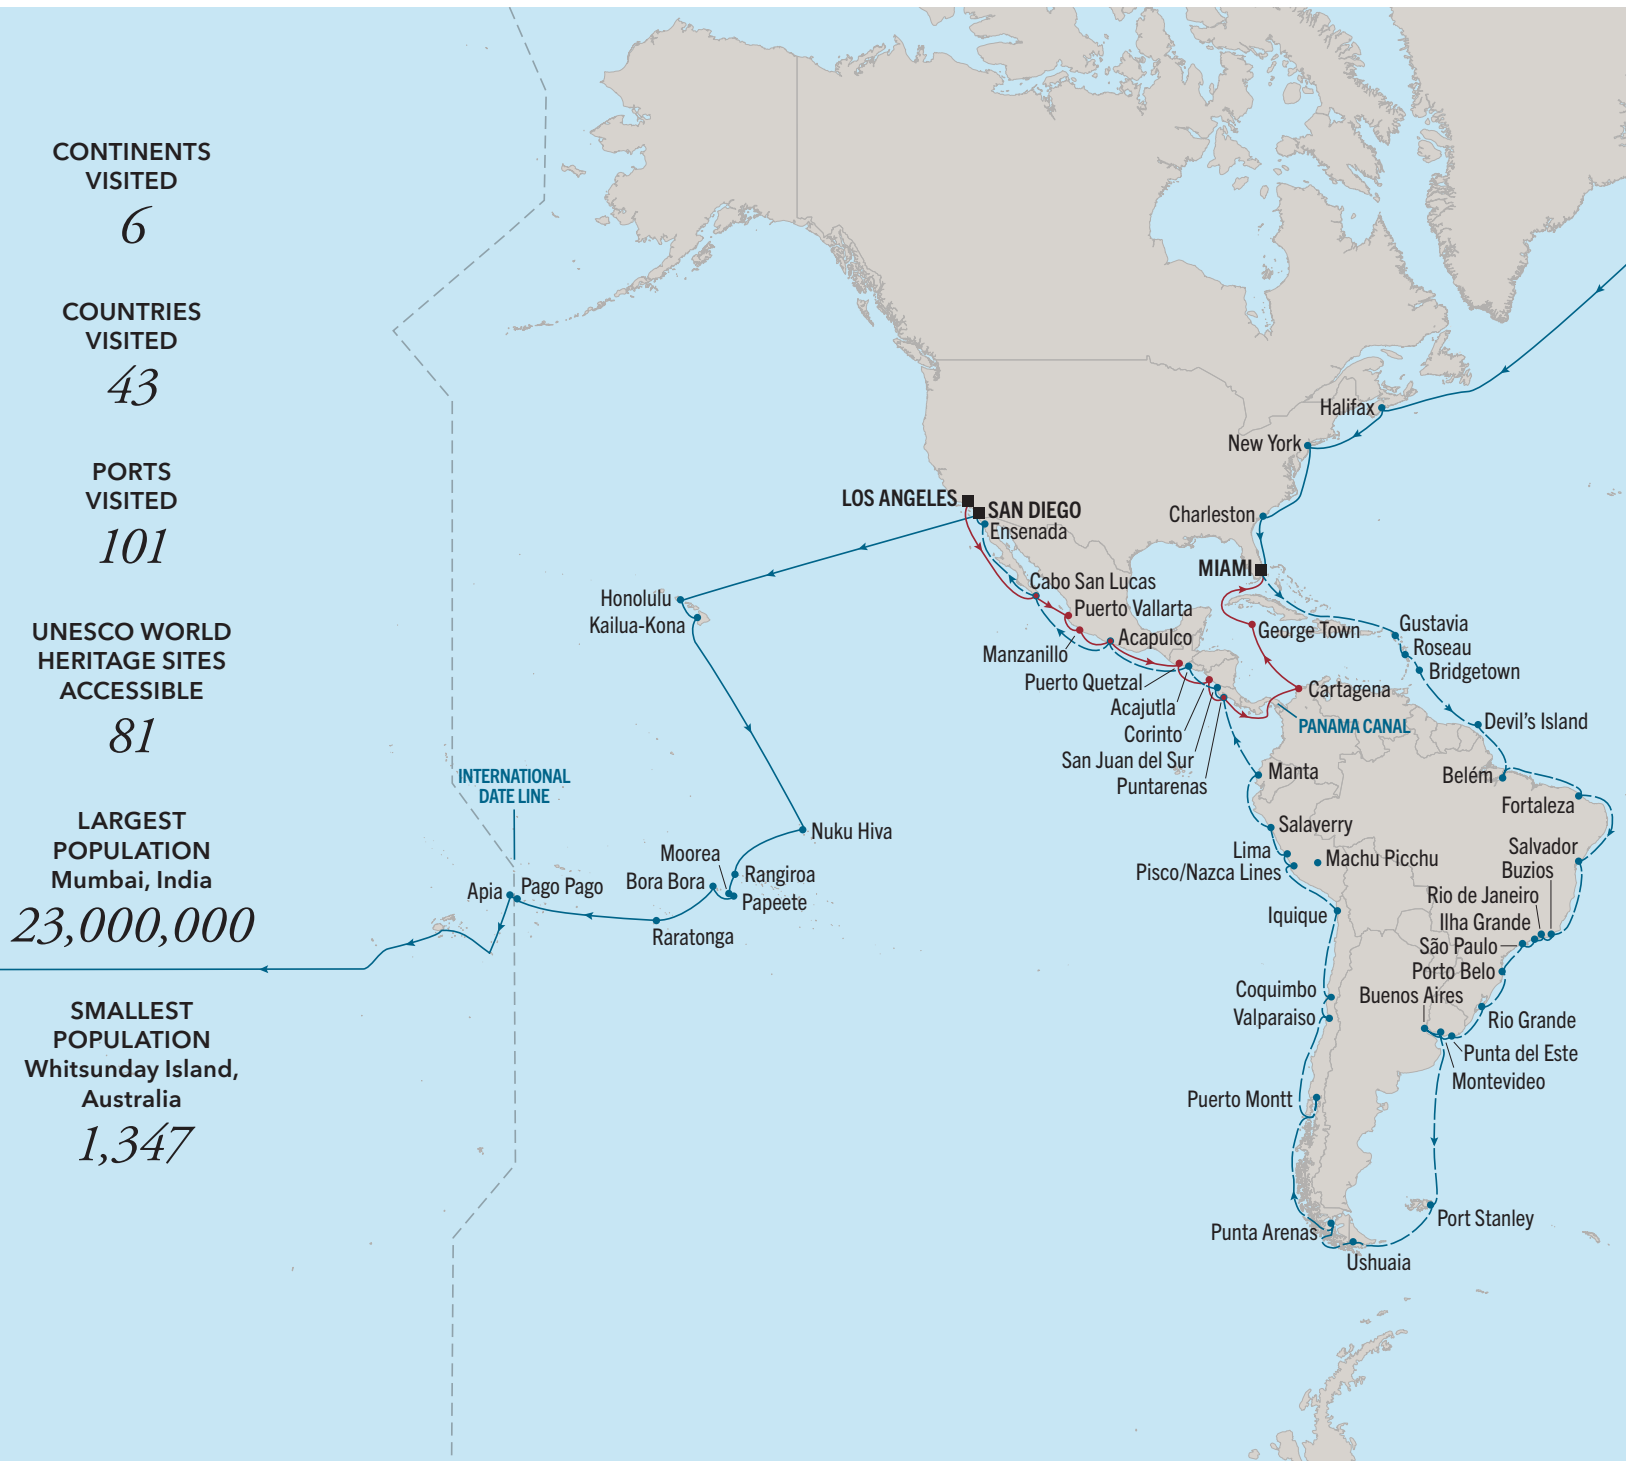 CONTINENTS
VISITED
6
COUNTRIES
VISITED
43
PORTS
VISITED
101
UNESCO WORLD
HERITAGE SITES
ACCESSIBLE
81
LARGEST
POPULATION
Mumbai, India
23,000,000
SMALLEST
POPULATION
Whitsunday Island,
Australia
1,347
INTERNATIONAL
DATE LINE
Halifax
New York
Charleston
MIAMI
LOS ANGELES
SAN DIEGO
Ensenada
Honolulu
Kailua-Kona
Cabo San Lucas
Puerto Vallarta
Manzanillo
Acapulco
Puerto Quetzal
Acajutla
Corinto
San Juan del Sur
Puntarenas
George Town
Cartagena
PANAMA CANAL
Gustavia
Roseau
Bridgetown
Devil's Island
Belém
Fortaleza
Salvador
Buzios
Rio de Janeiro
Ilha Grande
São Paulo
Porto Belo
Buenos Aires
Rio Grande
Punta del Este
Montevideo
Manta
Salaverry
Lima
Machu Picchu
Pisco/Nazca Lines
Iquique
Coquimbo
Valparaiso
Puerto Montt
Punta Arenas
Ushuaia
Port Stanley
Nuku Hiva
Moorea
Rangiroa
Bora Bora
Papeete
Raratonga
Apia
Pago Pago